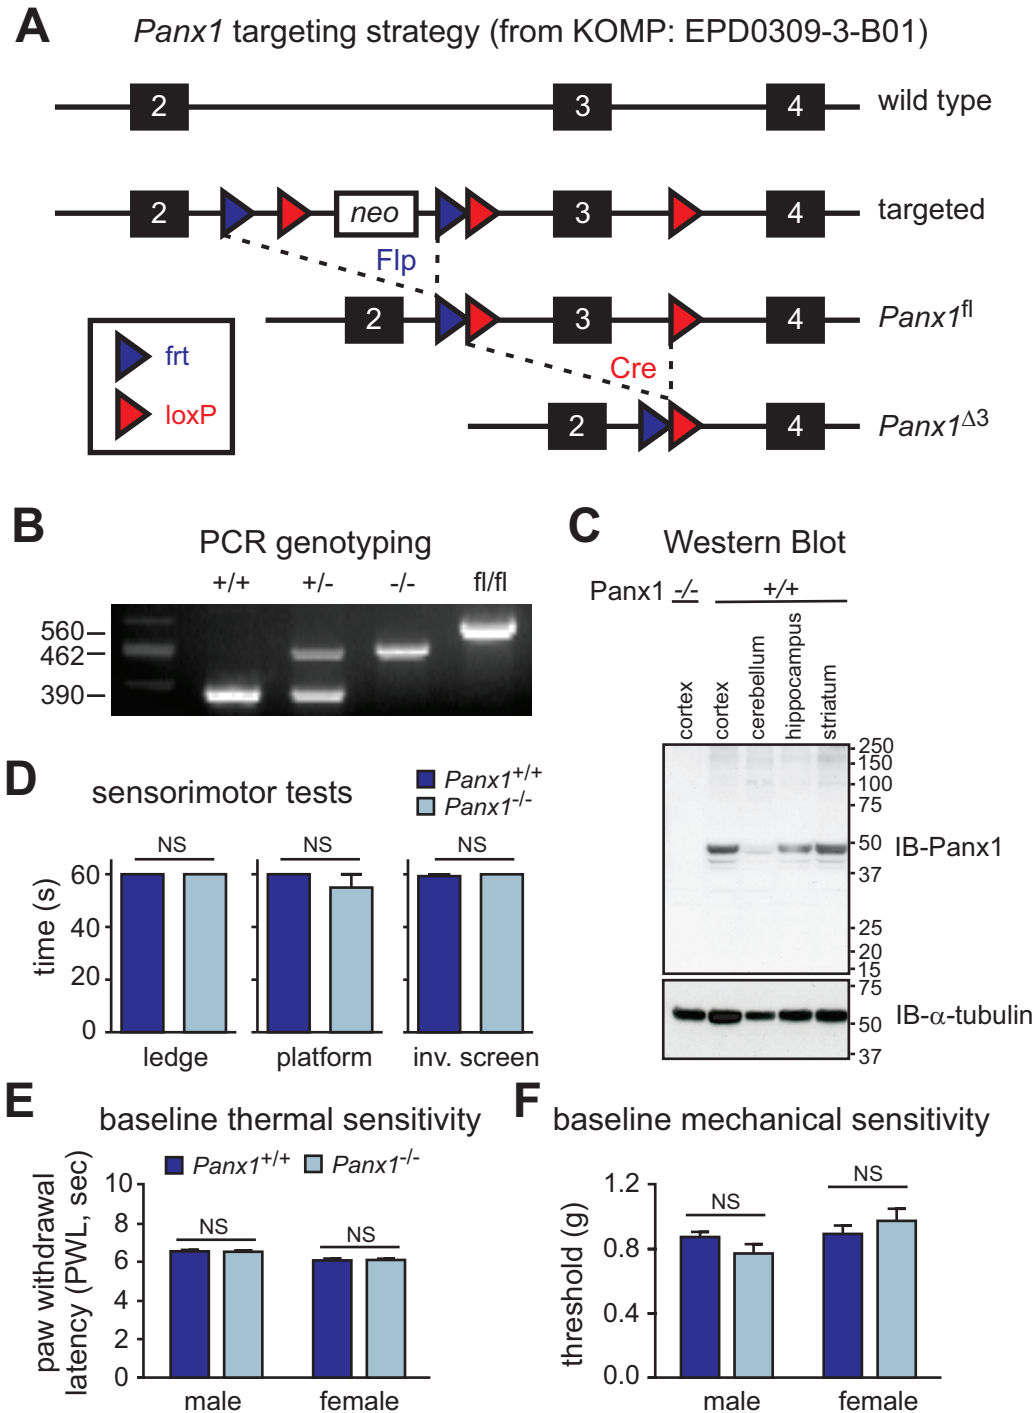 A
Panx1 targeting strategy (from KOMP: EPD0309-3-B01)
2 3 4 wild type
2 neo 3 4 targeted
Flp
2 3 4 Panx1fl
Cre
2 4 Panx1Δ3
frt
loxP
B
PCR genotyping
+/+ +/- -/- fl/fl
560
462
390
C
Western Blot
Panx1 -/- +/+
cortex cortex cerebellum hippocampus striatum
250
150
100
75
50
37
25
20
15
IB-Panx1
75
50
37
IB-α-tubulin
D
sensorimotor tests
Panx1+/+
Panx1-/-
NS NS NS
time (s)
60
40
20
0
ledge platform inv. screen
E
baseline thermal sensitivity
Panx1+/+ Panx1-/-
paw withdrawal
latency (PWL, sec)
10
8
6
4
2
0
NS NS
male female
F
baseline mechanical sensitivity
threshold (g)
1.2
0.8
0.4
0.0
NS NS
male female